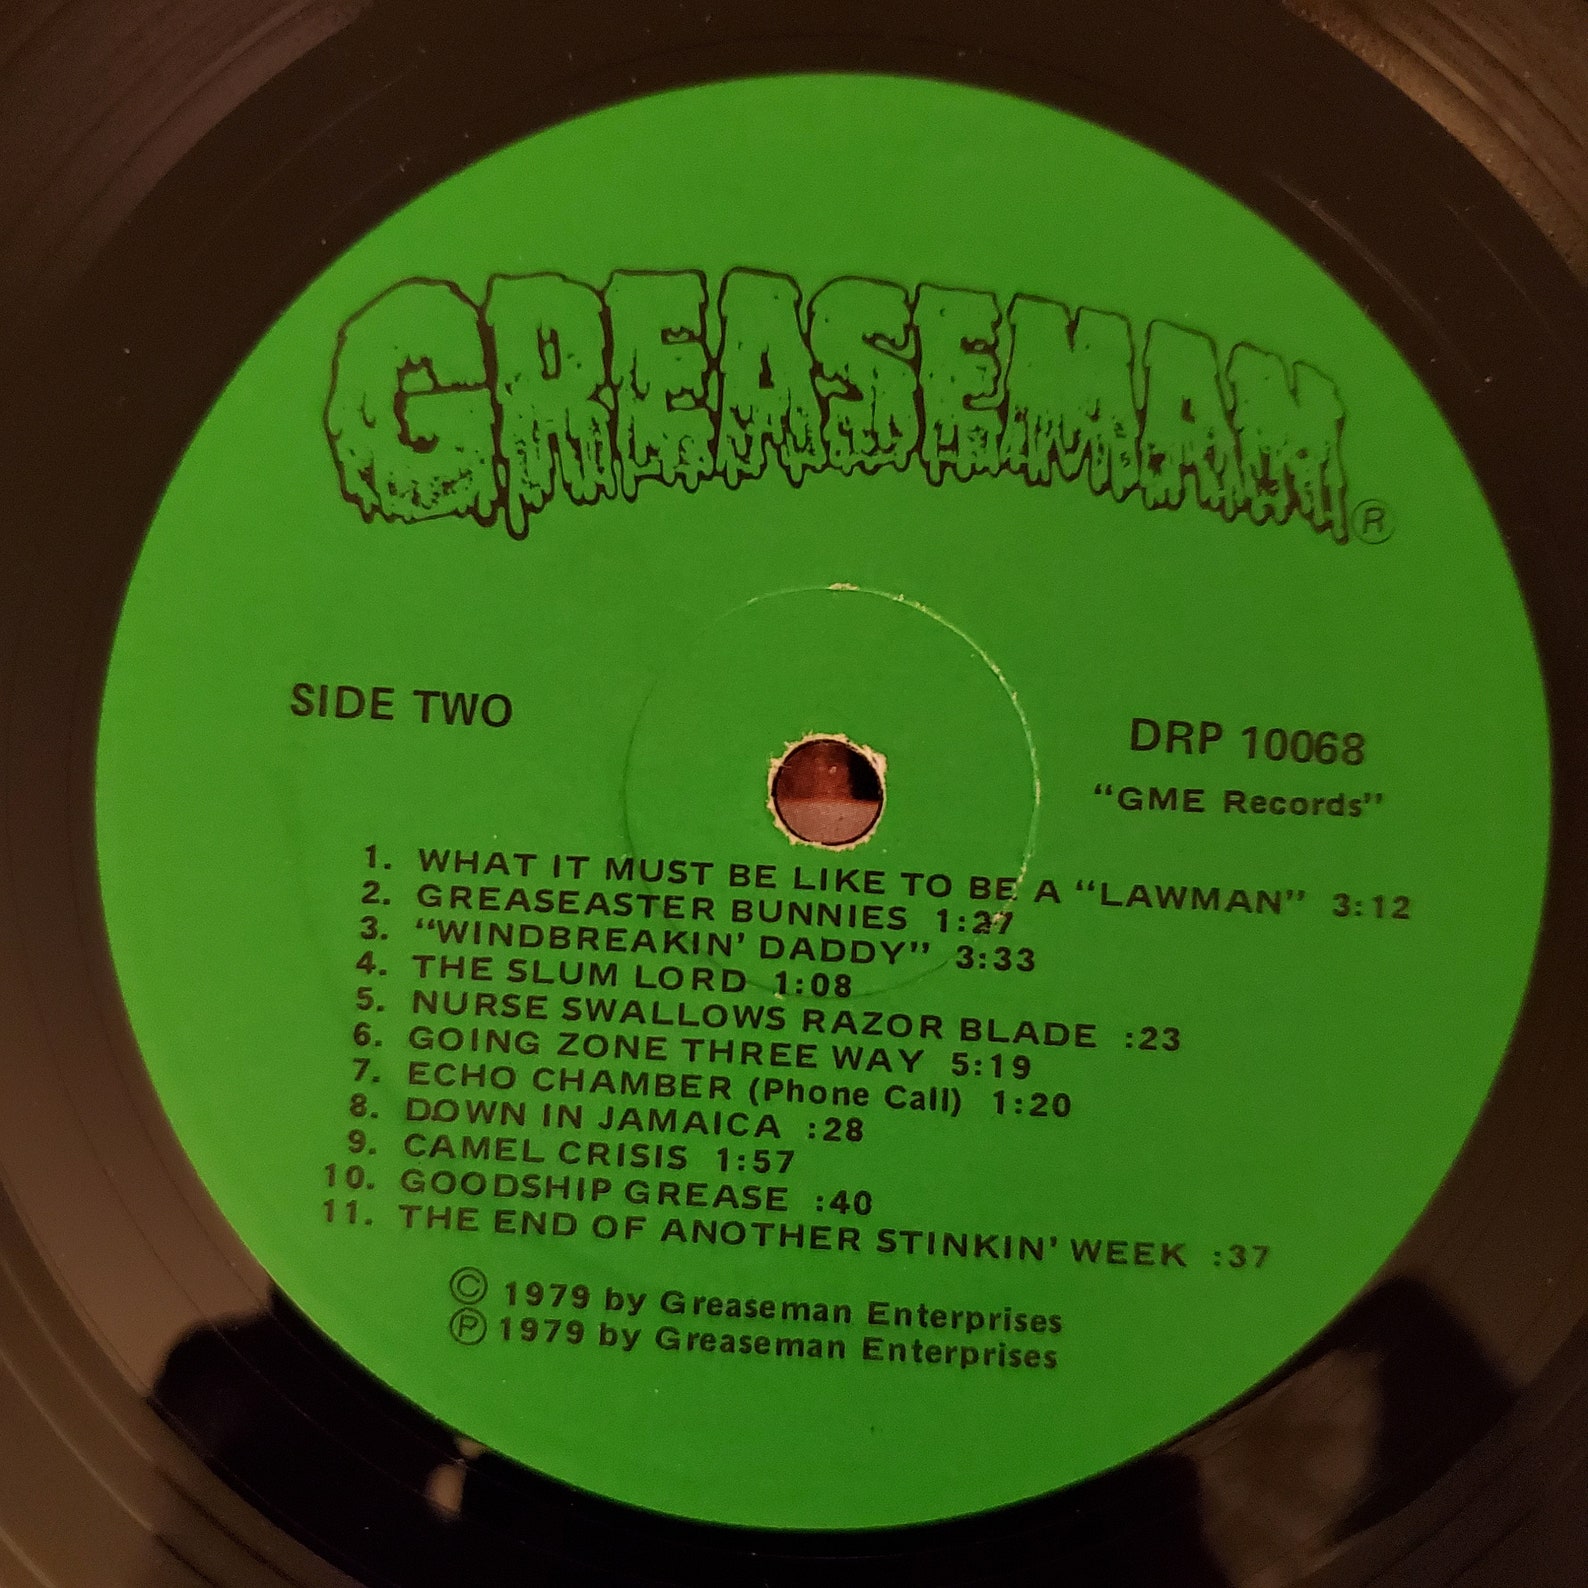 GREASEMAN ®
SIDE TWO
DRP 10068
"GME Records"
1. WHAT IT MUST BE LIKE TO BE A "LAWMAN" 3:12
2. GREASEASTER BUNNIES 1:27
3. "WINDBREAKIN' DADDY" 3:33
4. THE SLUM LORD 1:08
5. NURSE SWALLOWS RAZOR BLADE :23
6. GOING ZONE THREE WAY 5:19
7. ECHO CHAMBER (Phone Call) 1:20
8. DOWN IN JAMAICA :28
9. CAMEL CRISIS 1:57
10. GOODSHIP GREASE :40
11. THE END OF ANOTHER STINKIN' WEEK :37
© 1979 by Greaseman Enterprises
℗ 1979 by Greaseman Enterprises